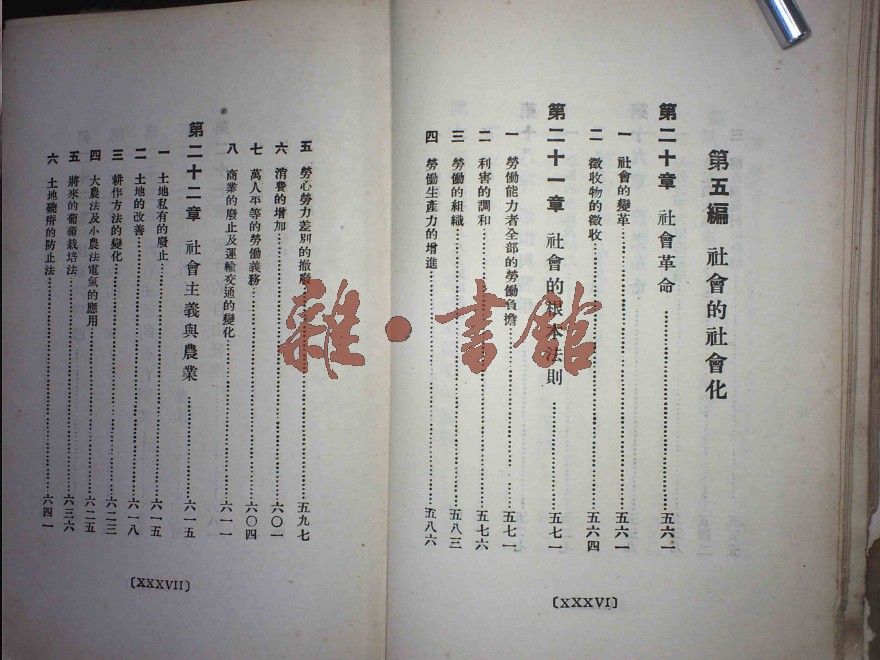 第五編 社會的社會化
第二十章 社會革命……五六一
一 社會的變革……五六一
二 徵收物的徵收……五六四
第二十一章 社會的根本法則……五七一
一 勞働能力者全部的勞働負擔……五七一
二 利害的調和……五七六
三 勞働的組織……五八三
四 勞働生產力的增進……五八六
〔XXXVI〕
五 勞心勞力差別的撤廢……五九七
六 消費的增加……六〇一
七 萬人平等的勞働義務……六〇四
八 商業的廢止及運輸交通的變化……六一一
第二十二章 社會主義與農業……六一五
一 土地私有的廢止……六一五
二 土地的改善……六一八
三 耕作方法的變化……六二三
四 大農法及小農法電氣的應用……六二五
五 將來的葡萄栽培法……六三六
六 土地磽瘠的防止法……六四一
〔XXXVII〕
雜·書館